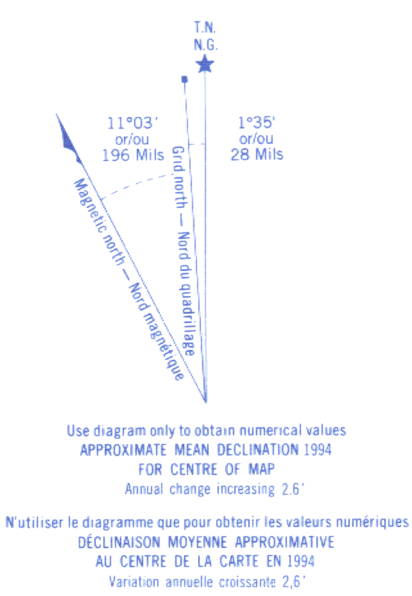 T.N.
N.G.
11°03'
or/ou
196 Mils
1°35'
or/ou
28 Mils
Grid north — Nord du quadrillage
Magnetic north — Nord magnétique
Use diagram only to obtain numerical values
APPROXIMATE MEAN DECLINATION 1994
FOR CENTRE OF MAP
Annual change increasing 2.6'
N'utiliser le diagramme que pour obtenir les valeurs numériques
DÉCLINAISON MOYENNE APPROXIMATIVE
AU CENTRE DE LA CARTE EN 1994
Variation annuelle croissante 2,6'